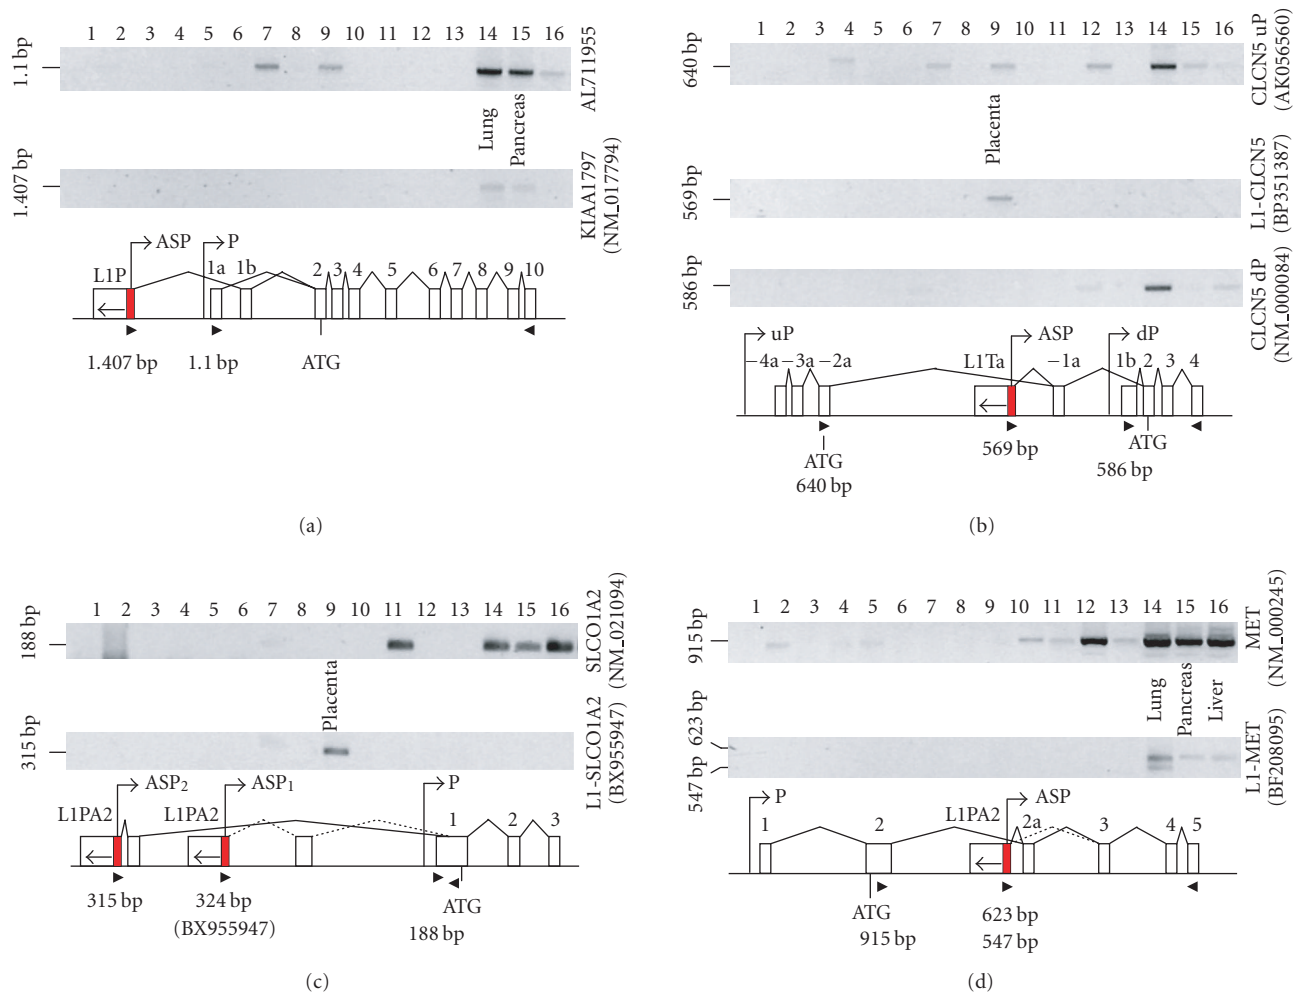 1 2 3 4 5 6 7 8 9 10 11 12 13 14 15 16
1.1 bp
AL711955
Lung
Pancreas
1.407 bp
KIAA1797
(NM_017794)
ASP
P
L1P
1a 1b 2 3 4 5 6 7 8 9 10
1.407 bp
1.1 bp
ATG
(a)
1 2 3 4 5 6 7 8 9 10 11 12 13 14 15 16
640 bp
CLCN5 uP
(AK056560)
Placenta
569 bp
L1-CLCN5
(BP351387)
586 bp
CLCN5 dP
(NM_000084)
uP
ASP
dP
−4a −3a −2a
L1Ta
−1a
1b 2 3 4
569 bp
ATG
640 bp
ATG
586 bp
(b)
1 2 3 4 5 6 7 8 9 10 11 12 13 14 15 16
188 bp
SLCO1A2
(NM_021094)
Placenta
315 bp
L1-SLCO1A2
(BX955947)
ASP2
ASP1
P
L1PA2
L1PA2
1 2 3
315 bp
324 bp
(BX955947)
ATG
188 bp
(c)
1 2 3 4 5 6 7 8 9 10 11 12 13 14 15 16
915 bp
MET
(NM_000245)
Lung
Pancreas
Liver
623 bp
547 bp
L1-MET
(BF208095)
P
ASP
1 2
L1PA2
2a 3 4 5
ATG
915 bp
623 bp
547 bp
(d)